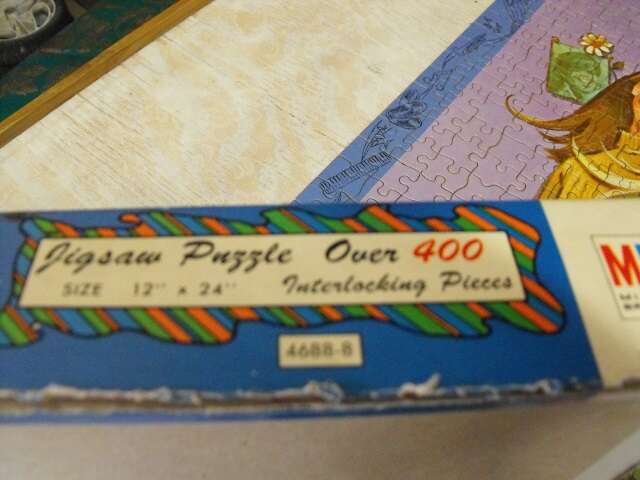 Jigsaw Puzzle Over 400
SIZE 12" x 24" Interlocking Pieces
4688-8